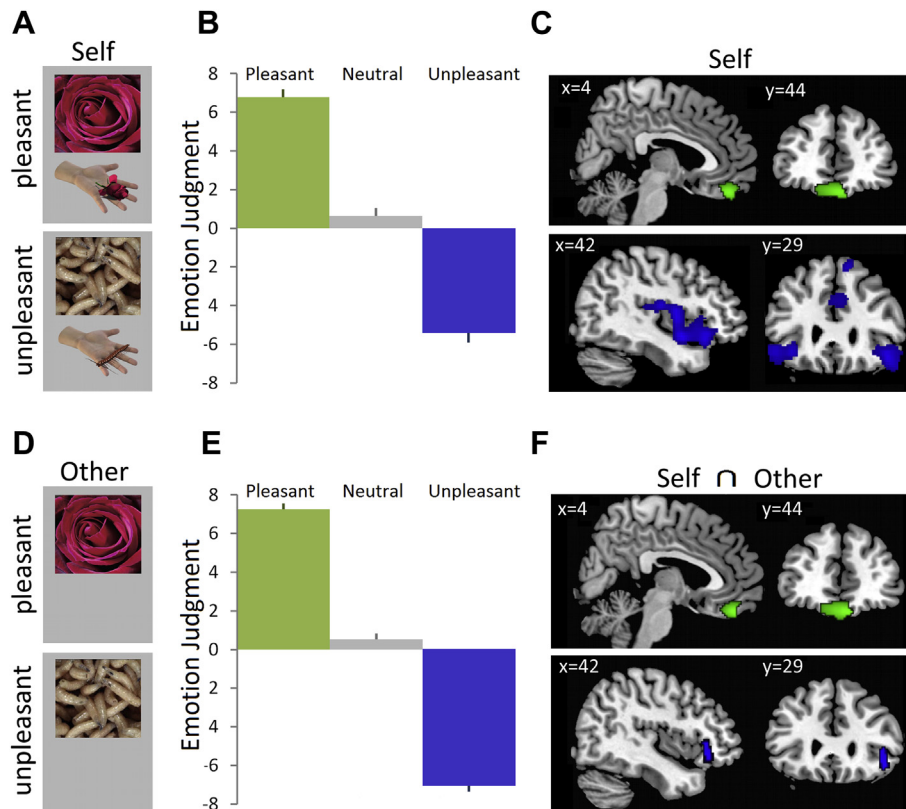 A
Self
pleasant
unpleasant
B
Pleasant Neutral Unpleasant
Emotion Judgment
8
6
4
2
0
2
4
-6
-8
C
Self
x=4 y=44
x=42 y=29
D
Other
pleasant
unpleasant
E
Pleasant Neutral Unpleasant
Emotion Judgment
8
6
4
2
0
2
4
-6
-8
F
Self ∩ Other
x=4 y=44
x=42 y=29